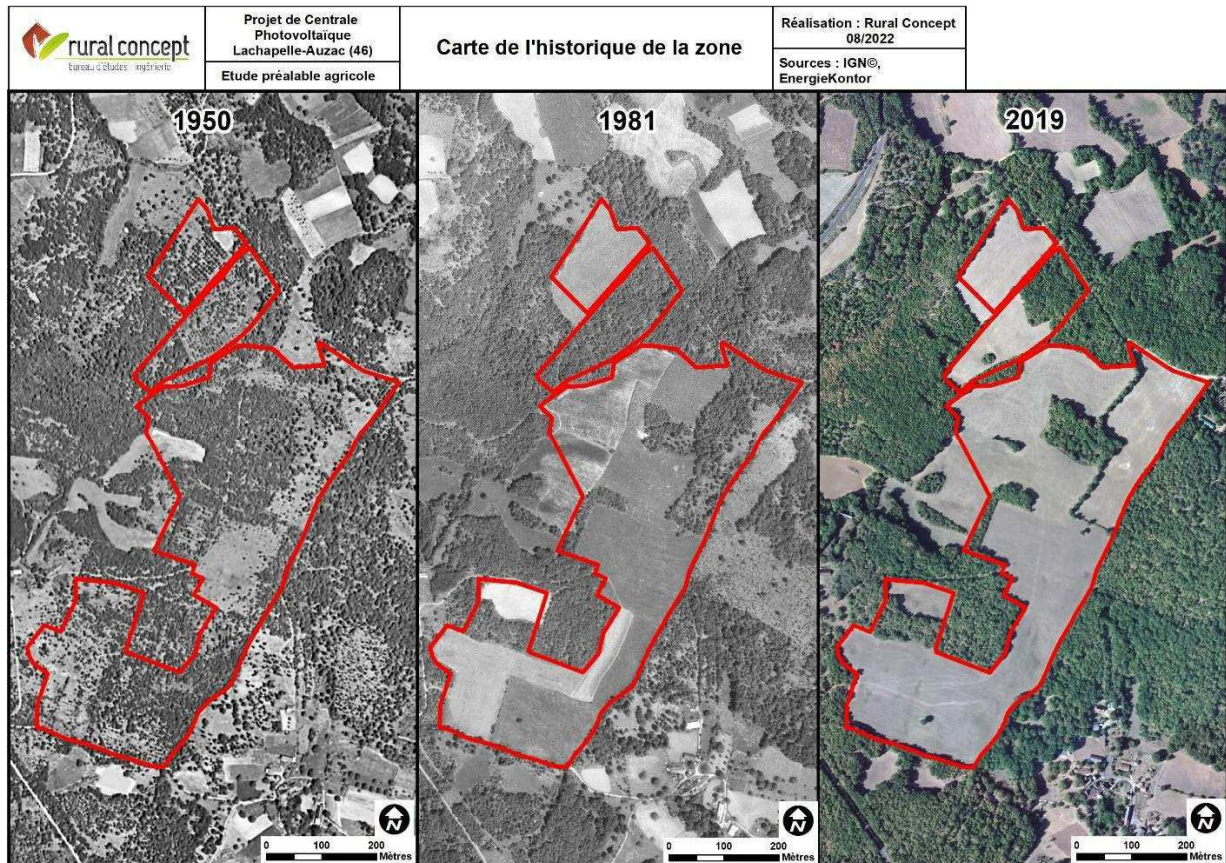 rural concept
bureau d'études ingénierie
Projet de Centrale
Photovoltaïque
Lachapelle-Auzac (46)
Etude préalable agricole
Carte de l'historique de la zone
Réalisation : Rural Concept
08/2022
Sources : IGN©,
EnergieKontor
1950
1981
2019
N
0 100 200
Mètres
N
0 100 200
Mètres
N
0 100 200
Mètres